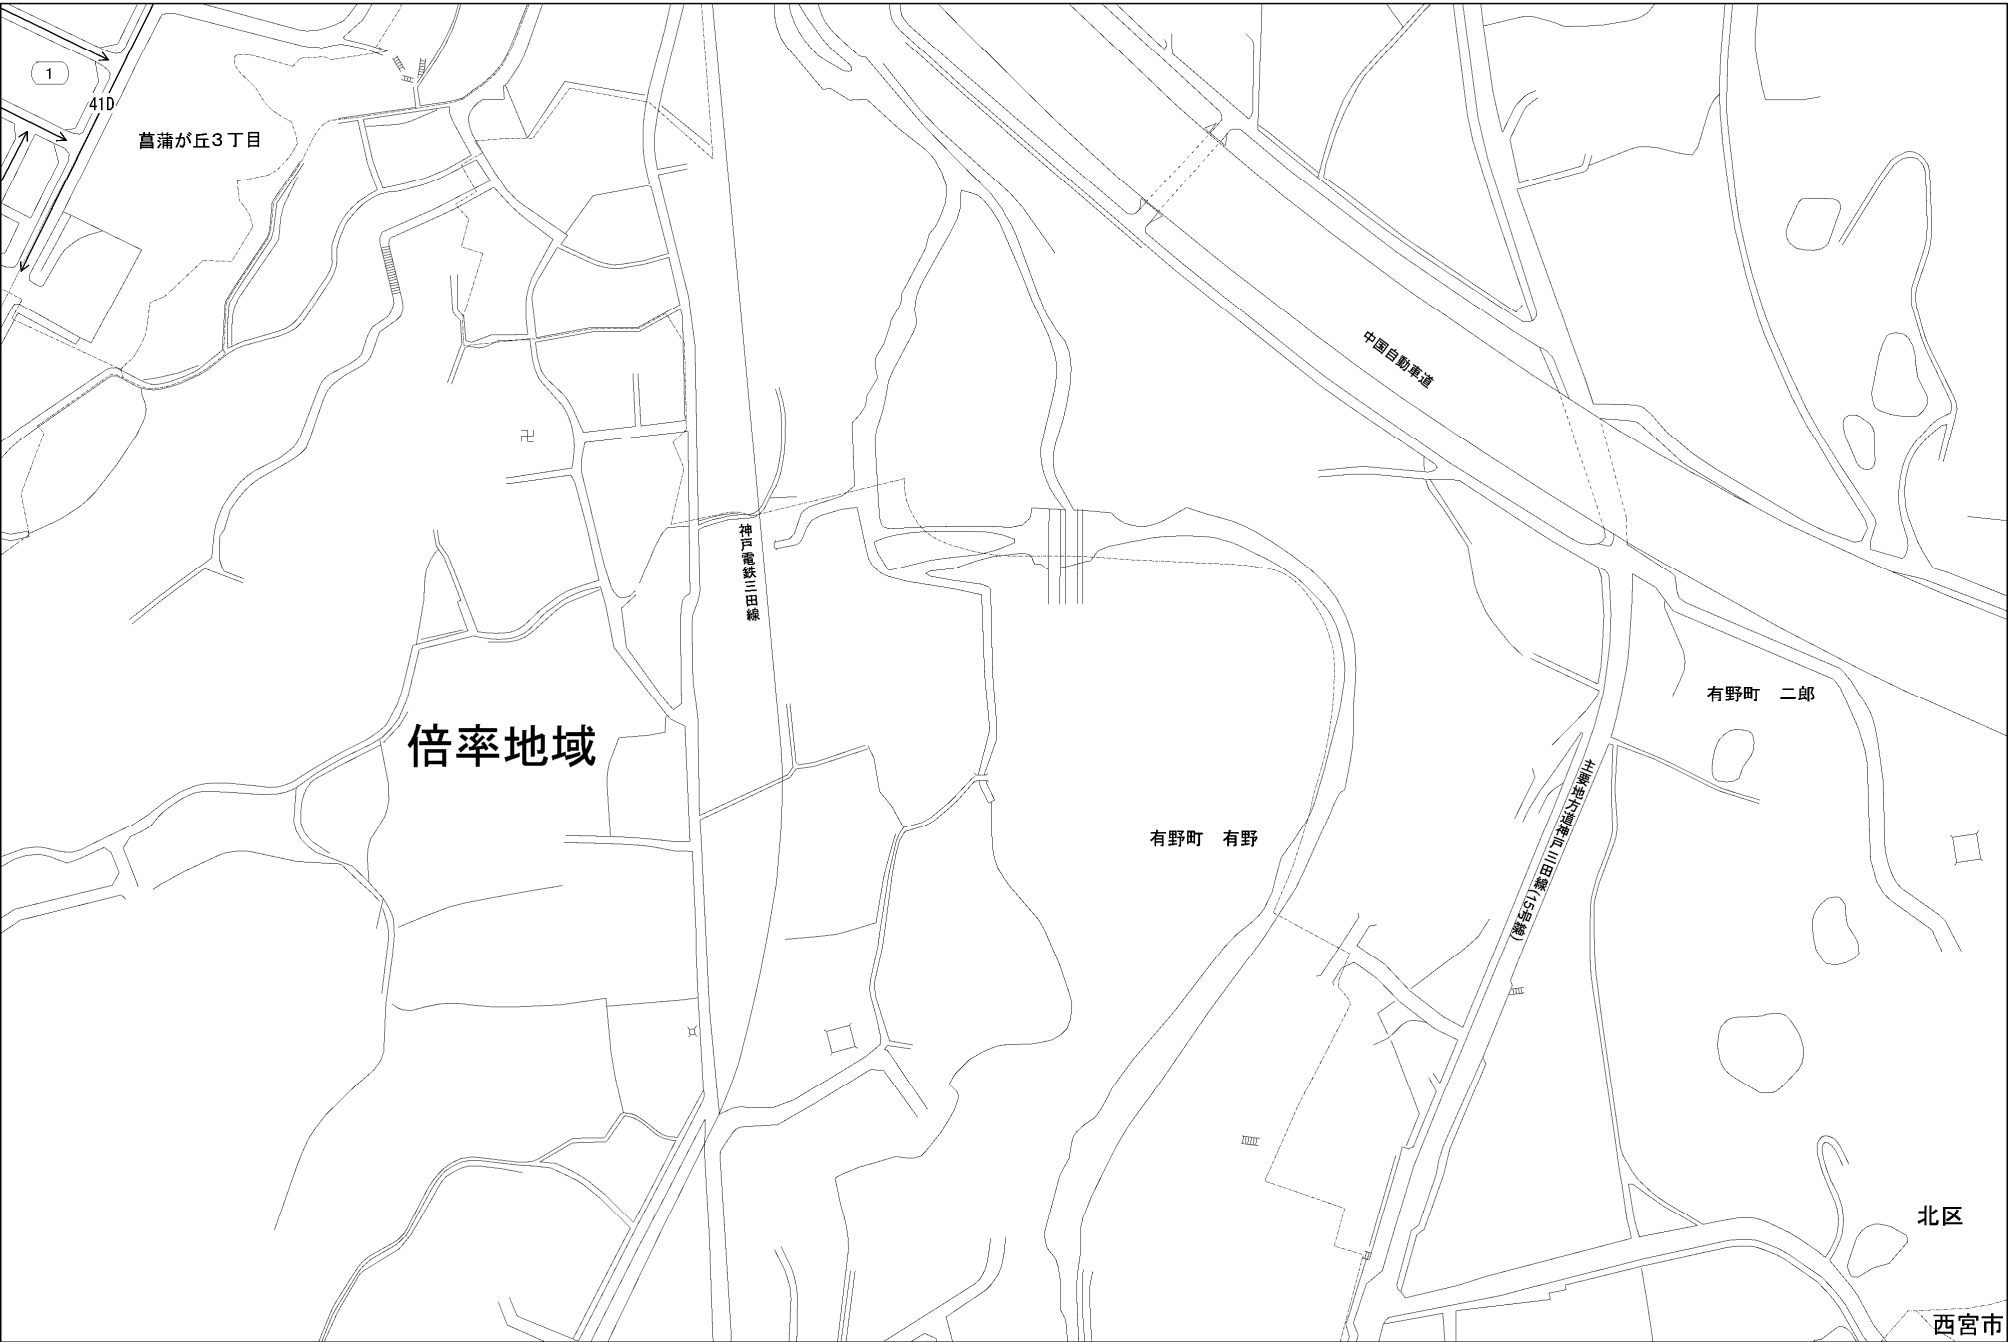 1
41D
菖蒲が丘3丁目
中国自動車道
神戸電鉄三田線
有野町 二郎
倍率地域
主要地方道神戸三田線(15号線)
有野町 有野
北区
西宮市